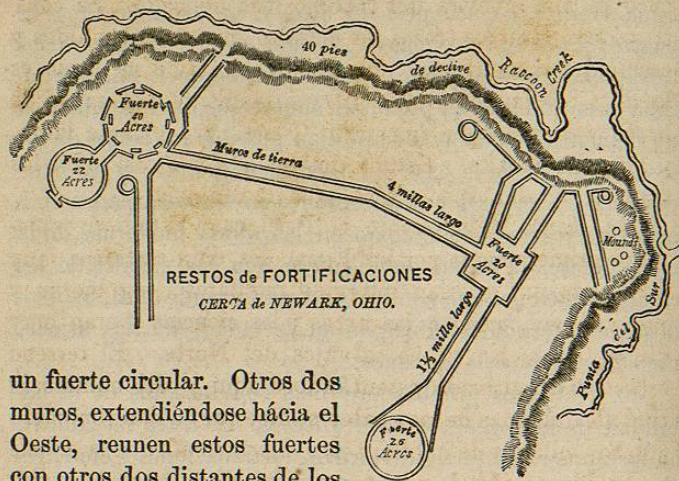 40 pies
de declive
Raccoon Creek
Fuerte
40
Acres
Fuerte
22
Acres
Muros de tierra
4 millas largo
Fuerte
20
Acres
Mounds
RESTOS de FORTIFICACIONES
CERCA de NEWARK, OHIO.
1½ milla largo
Punta del Sur
Fuerte
26
Acres
un fuerte circular. Otros dos
muros, extendiéndose hácia el
Oeste, reunen estos fuertes
con otros dos distantes de los